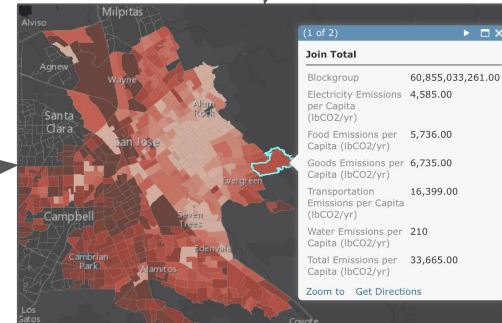 Milpitas
Alviso
Agnew
Wayne
Santa
Clara
Alum
Rock
San Jose
Evergreen
Campbell
Seven
Trees
Cambrian
Park
Edenvale
Alamitos
Los
Gatos
Coyote
(1 of 2)
Join Total
Blockgroup 60,855,033,261.00
Electricity Emissions 4,585.00
per Capita
(lbCO2/yr)
Food Emissions per 5,736.00
Capita (lbCO2/yr)
Goods Emissions per 6,735.00
Capita (lbCO2/yr)
Transportation 16,399.00
Emissions per Capita
(lbCO2/yr)
Water Emissions per 210
Capita (lbCO2/yr)
Total Emissions per 33,665.00
Capita (lbCO2/yr)
Zoom to Get Directions